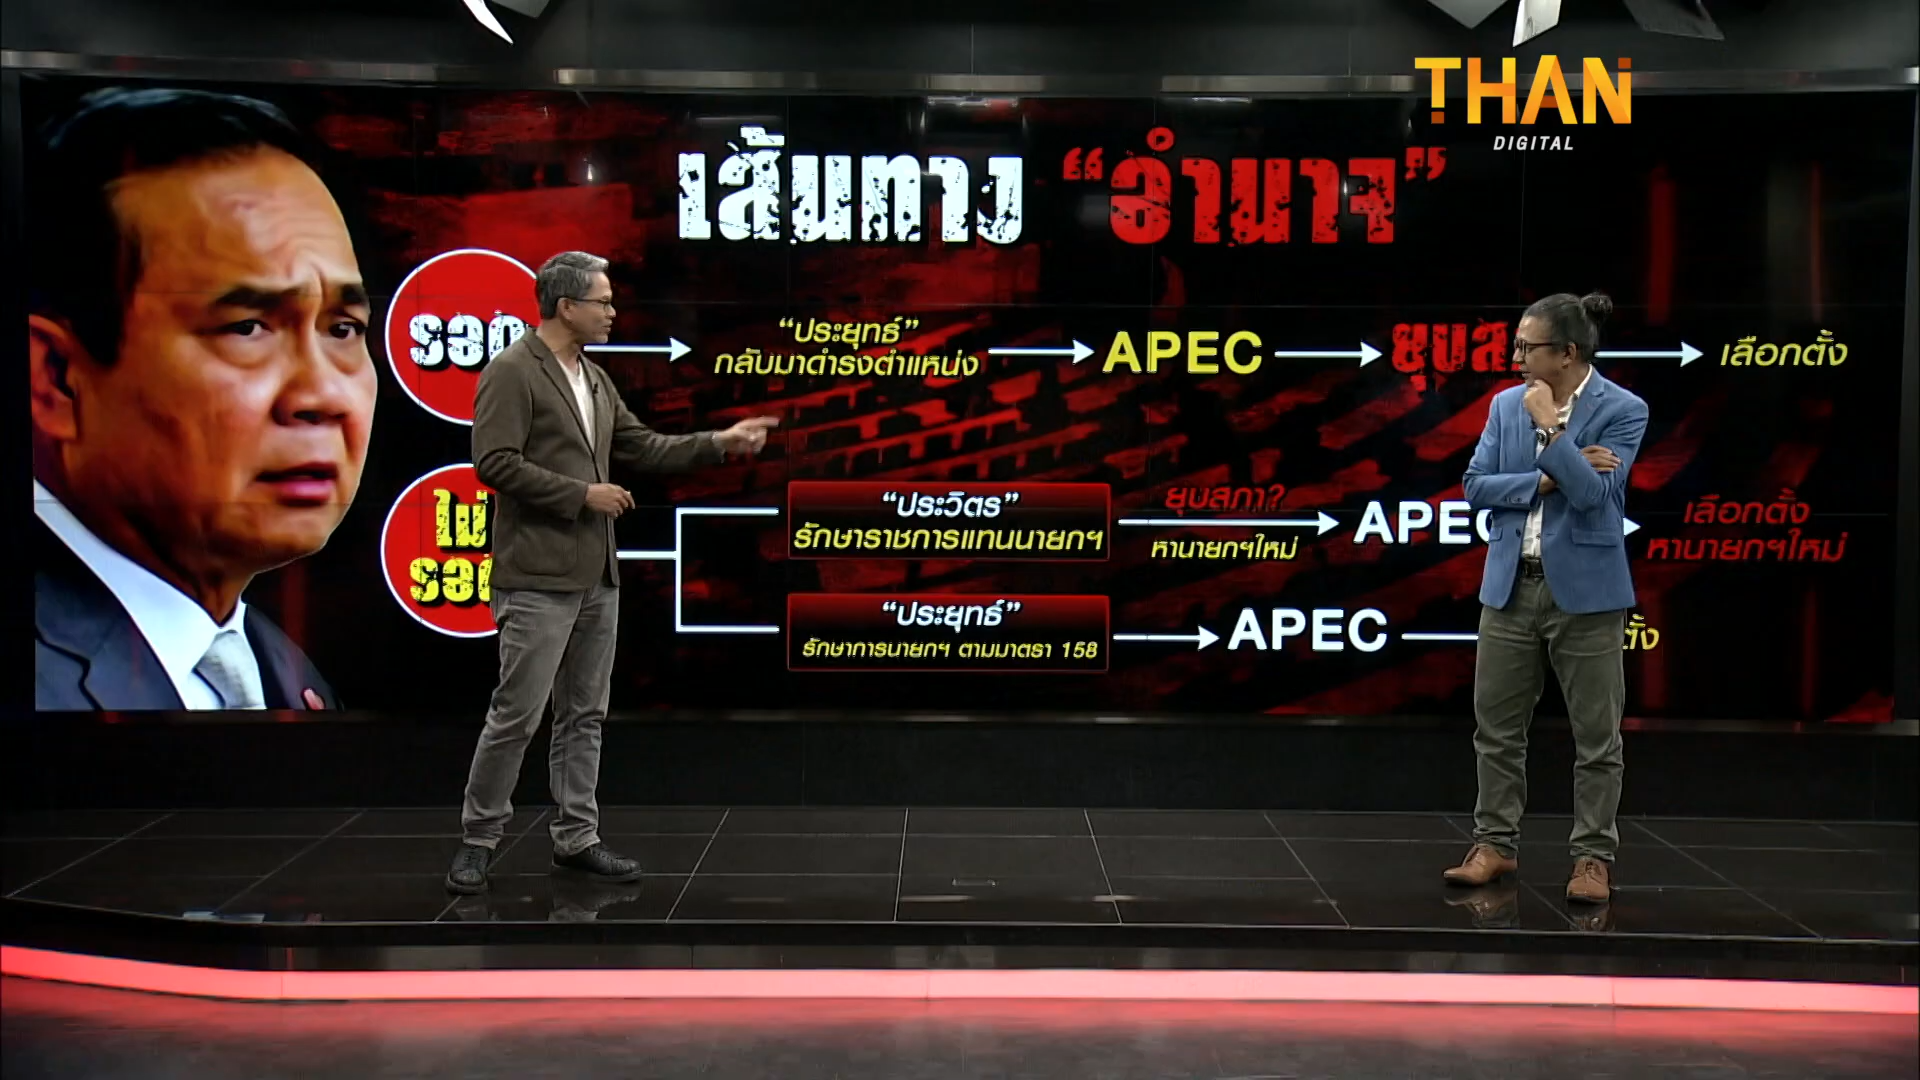 THAN
DIGITAL
เส้นทาง “อำนาจ”
“ประยุทธ์”
กลับมาดำรงตำแหน่ง
APEC
เลือกตั้ง
ไม่
“ประวิตร”
รักษาราชการแทนนายกฯ
ยุบสภา?
หานายกฯใหม่
เลือกตั้ง
หานายกฯใหม่
“ประยุทธ์”
รักษาการนายกฯ ตามมาตรา 158
APEC